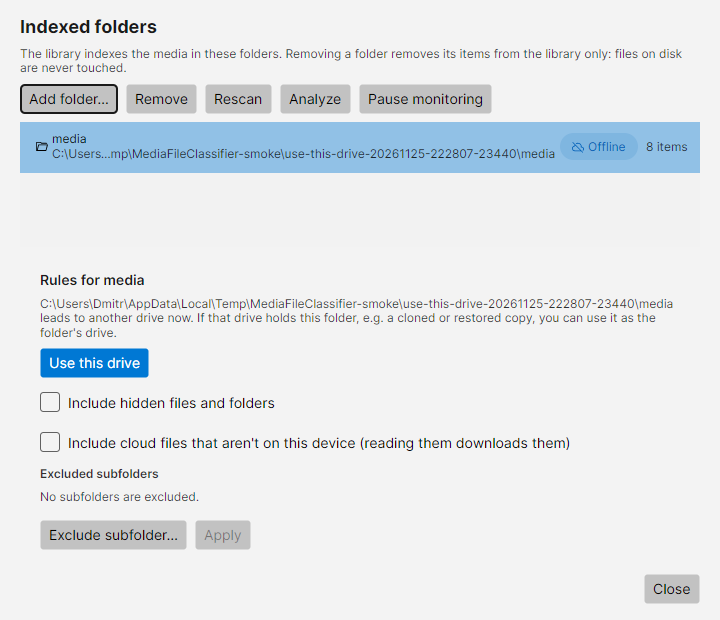 Indexed folders
The library indexes the media in these folders. Removing a folder removes its items from the library only: files on disk
are never touched.
Add folder... Remove Rescan Analyze Pause monitoring
media
C:\Users...mp\MediaFileClassifier-smoke\use-this-drive-20261125-222807-23440\media Offline 8 items
Rules for media
C:\Users\Dmitr\AppData\Local\Temp\MediaFileClassifier-smoke\use-this-drive-20261125-222807-23440\media
leads to another drive now. If that drive holds this folder, e.g. a cloned or restored copy, you can use it as the
folder's drive.
Use this drive
Include hidden files and folders
Include cloud files that aren't on this device (reading them downloads them)
Excluded subfolders
No subfolders are excluded.
Exclude subfolder... Apply
Close